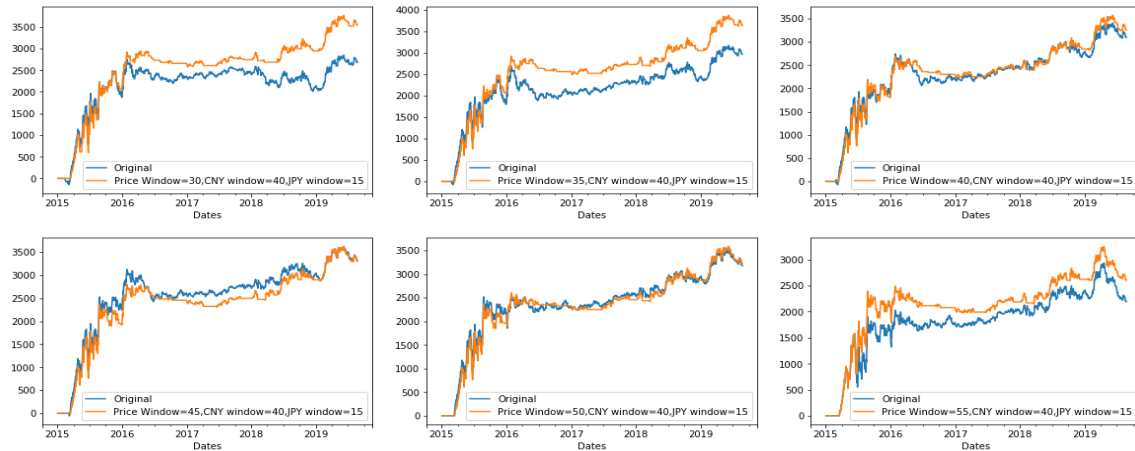 3500
3000
2500
2000
1500
1000
500
0
Original
Price Window=30,CNY window=40,JPY window=15
2015 2016 2017 2018 2019
Dates
4000
3500
3000
2500
2000
1500
1000
500
0
Original
Price Window=35,CNY window=40,JPY window=15
2015 2016 2017 2018 2019
Dates
3500
3000
2500
2000
1500
1000
500
0
Original
Price Window=40,CNY window=40,JPY window=15
2015 2016 2017 2018 2019
Dates
3500
3000
2500
2000
1500
1000
500
0
Original
Price Window=45,CNY window=40,JPY window=15
2015 2016 2017 2018 2019
Dates
3500
3000
2500
2000
1500
1000
500
0
Original
Price Window=50,CNY window=40,JPY window=15
2015 2016 2017 2018 2019
Dates
3000
2500
2000
1500
1000
500
0
Original
Price Window=55,CNY window=40,JPY window=15
2015 2016 2017 2018 2019
Dates